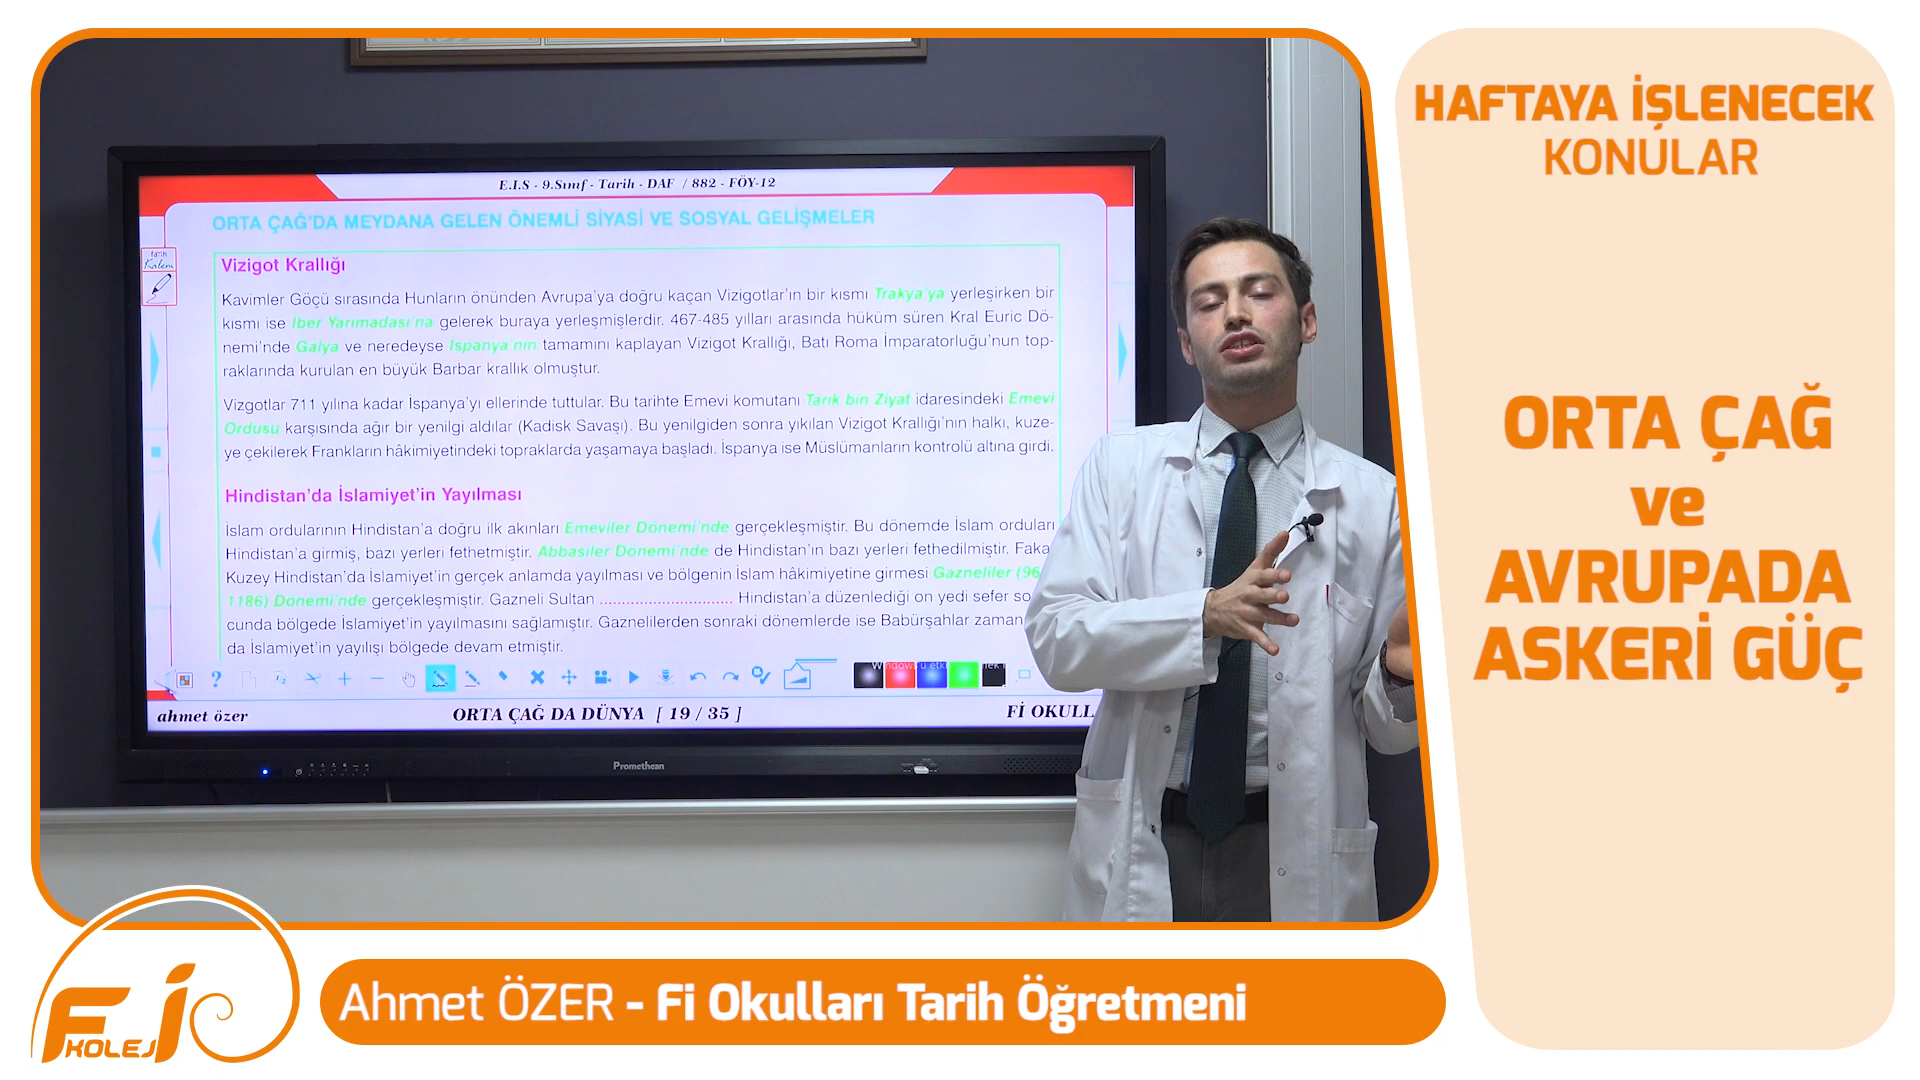 E.I.S - 9.Sınıf - Tarih - DAF / 882 - FÖY-12
ORTA ÇAĞ'DA MEYDANA GELEN ÖNEMLİ SİYASİ VE SOSYAL GELİŞMELER
tarih
Kalem
Vizigot Krallığı
Kavimler Göçü sırasında Hunların önünden Avrupa'ya doğru kaçan Vizigotlar'ın bir kısmı Trakya'ya yerleşirken bir
kısmı ise İber Yarımadası'na gelerek buraya yerleşmişlerdir. 467-485 yılları arasında hüküm süren Kral Euric Dö-
nemi'nde Galya ve neredeyse İspanya'nın tamamını kaplayan Vizigot Krallığı, Batı Roma İmparatorluğu'nun top-
raklarında kurulan en büyük Barbar krallık olmuştur.
Vizgotlar 711 yılına kadar İspanya'yı ellerinde tuttular. Bu tarihte Emevi komutanı Tarık bin Ziyat idaresindeki Emevi
Ordusu karşısında ağır bir yenilgi aldılar (Kadisk Savaşı). Bu yenilgiden sonra yıkılan Vizigot Krallığı'nın halkı, kuze-
ye çekilerek Frankların hâkimiyetindeki topraklarda yaşamaya başladı. İspanya ise Müslümanların kontrolü altına girdi.
Hindistan'da İslamiyet'in Yayılması
İslam ordularının Hindistan'a doğru ilk akınları Emeviler Dönemi'nde gerçekleşmiştir. Bu dönemde İslam orduları
Hindistan'a girmiş, bazı yerleri fethetmiştir. Abbasiler Dönemi'nde de Hindistan'ın bazı yerleri fethedilmiştir. Faka
Kuzey Hindistan'da İslamiyet'in gerçek anlamda yayılması ve bölgenin İslam hâkimiyetine girmesi Gazneliler (96
1186) Dönemi'nde gerçekleşmiştir. Gazneli Sultan .............................. Hindistan'a düzenlediği on yedi sefer so
cunda bölgede İslamiyet'in yayılmasını sağlamıştır. Gaznelilerden sonraki dönemlerde ise Babürşahlar zaman
da İslamiyet'in yayılışı bölgede devam etmiştir.
ahmet özer
ORTA ÇAĞ DA DÜNYA [ 19 / 35 ]
Fİ OKULL
Promethean
HAFTAYA İŞLENECEK
KONULAR
ORTA ÇAĞ
ve
AVRUPADA
ASKERİ GÜÇ
Fi
KOLEJ
Ahmet ÖZER - Fi Okulları Tarih Öğretmeni